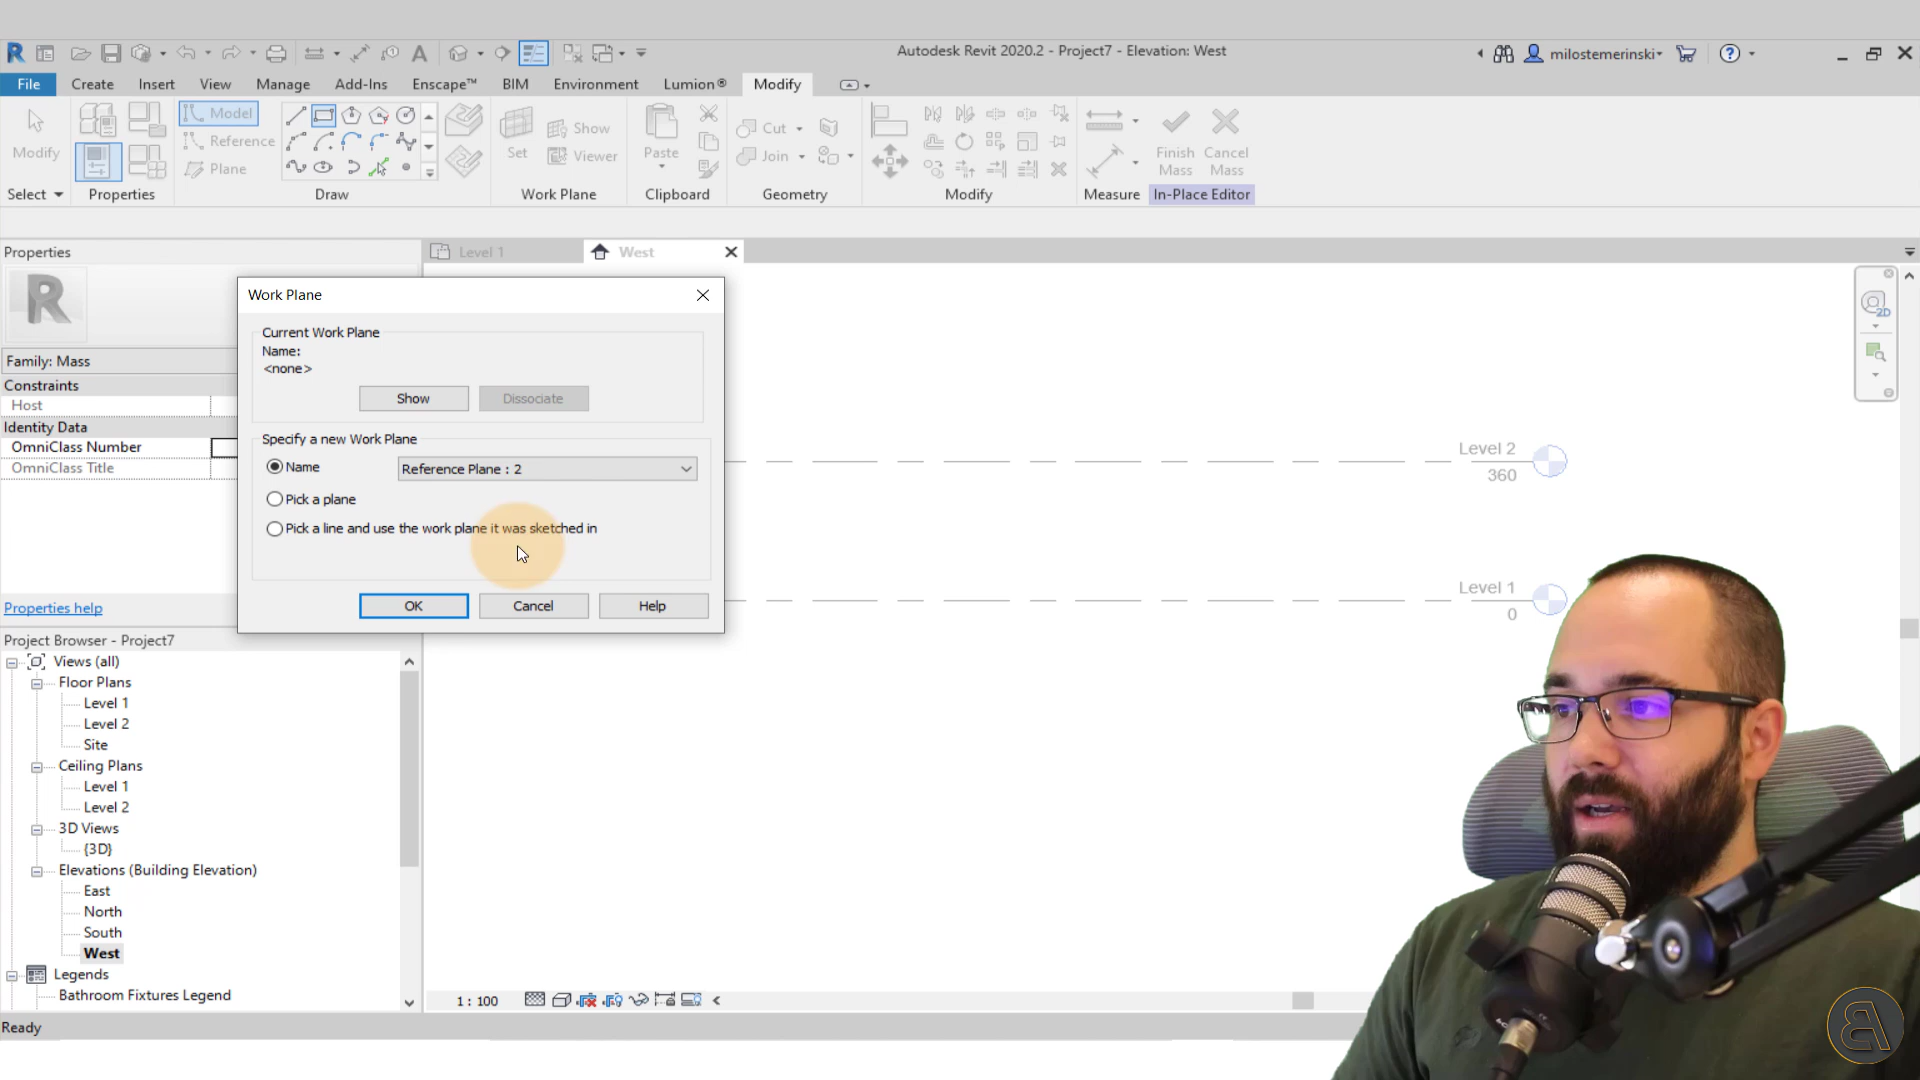 Autodesk Revit 2020.2 - Project7 - Elevation: West
milostemerinski
File
Create
Insert
View
Manage
Add-Ins
Enscape™
BIM
Environment
Lumion®
Modify
Modify
Model
Reference
Plane
Set
Show
Viewer
Paste
Cut
Join
Finish
Mass
Cancel
Mass
Select
Properties
Draw
Work Plane
Clipboard
Geometry
Modify
Measure
In-Place Editor
Properties
Level 1
West
R
Family: Mass
Constraints
Host
Identity Data
OmniClass Number
OmniClass Title
Properties help
Work Plane
Current Work Plane
Name:
<none>
Show
Dissociate
Specify a new Work Plane
Name
Reference Plane : 2
Pick a plane
Pick a line and use the work plane it was sketched in
OK
Cancel
Help
2D
Level 2
360
Level 1
0
Project Browser - Project7
Views (all)
Floor Plans
Level 1
Level 2
Site
Ceiling Plans
Level 1
Level 2
3D Views
{3D}
Elevations (Building Elevation)
East
North
South
West
Legends
Bathroom Fixtures Legend
1 : 100
Ready